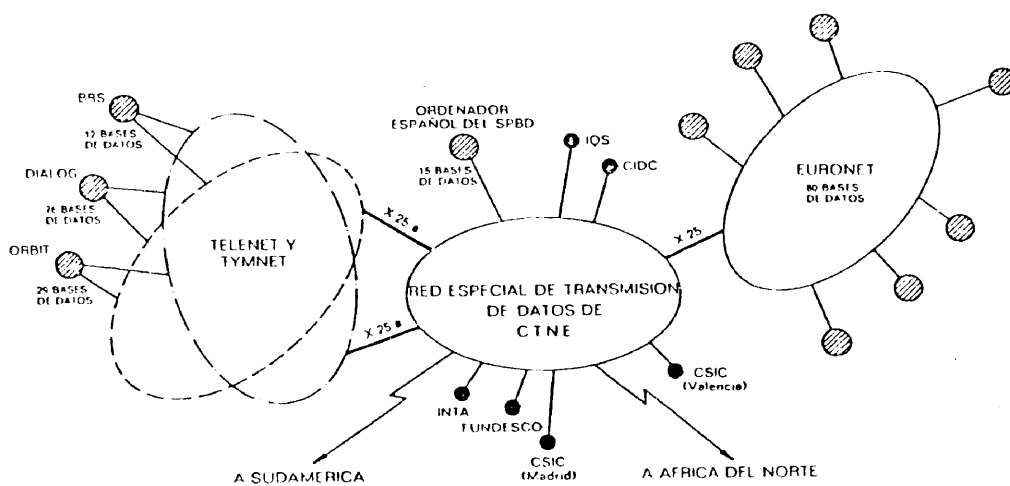 BRS
12 BASES
DE DATOS
DIALOG
76 BASES
DE DATOS
ORBIT
29 BASES
DE DATOS
TELENET Y
TYMNET
X 25
X 25
ORDENADOR
ESPAÑOL DEL SPBD
15 BASES
DE DATOS
IQS
CIDC
X 25
EURONET
80 BASES
DE DATOS
RED ESPECIAL DE TRANSMISION
DE DATOS DE
CTNE
INTA
FUNDESCO
CSIC
(Madrid)
CSIC
(Valencia)
A SUDAMERICA
A AFRICA DEL NORTE